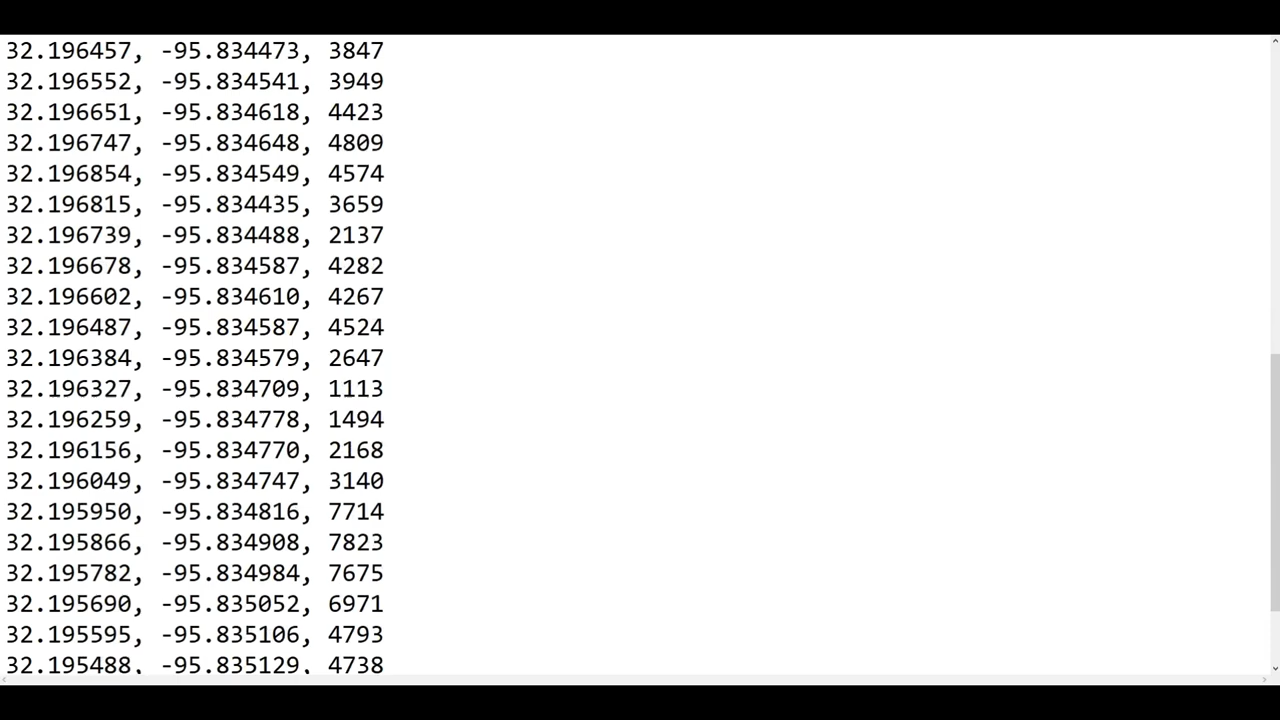 32.196457, -95.834473, 3847
32.196552, -95.834541, 3949
32.196651, -95.834618, 4423
32.196747, -95.834648, 4809
32.196854, -95.834549, 4574
32.196815, -95.834435, 3659
32.196739, -95.834488, 2137
32.196678, -95.834587, 4282
32.196602, -95.834610, 4267
32.196487, -95.834587, 4524
32.196384, -95.834579, 2647
32.196327, -95.834709, 1113
32.196259, -95.834778, 1494
32.196156, -95.834770, 2168
32.196049, -95.834747, 3140
32.195950, -95.834816, 7714
32.195866, -95.834908, 7823
32.195782, -95.834984, 7675
32.195690, -95.835052, 6971
32.195595, -95.835106, 4793
32.195488, -95.835129, 4738